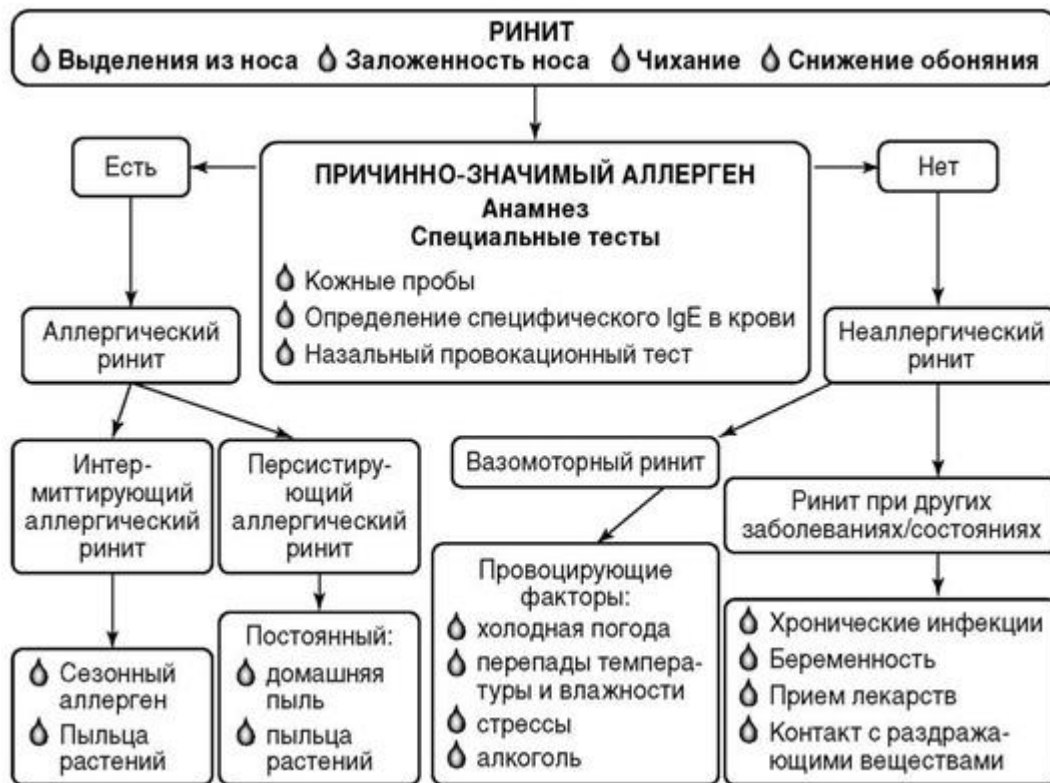 РИНИТ
Выделения из носа Заложенность носа Чихание Снижение обоняния
Есть
ПРИЧИННО-ЗНАЧИМЫЙ АЛЛЕРГЕН
Анамнез
Специальные тесты
Кожные пробы
Определение специфического IgE в крови
Назальный провокационный тест
Нет
Аллергический
ринит
Неаллергический
ринит
Интер-
миттирующий
аллергический
ринит
Персистиру-
ющий
аллергический
ринит
Вазомоторный ринит
Ринит при других
заболеваниях/состояниях
Сезонный
аллерген
Пыльца
растений
Постоянный:
домашняя
пыль
пыльца
растений
Провоцирующие
факторы:
холодная погода
перепады темпера-
туры и влажности
стрессы
алкоголь
Хронические инфекции
Беременность
Прием лекарств
Контакт с раздража-
ющими веществами